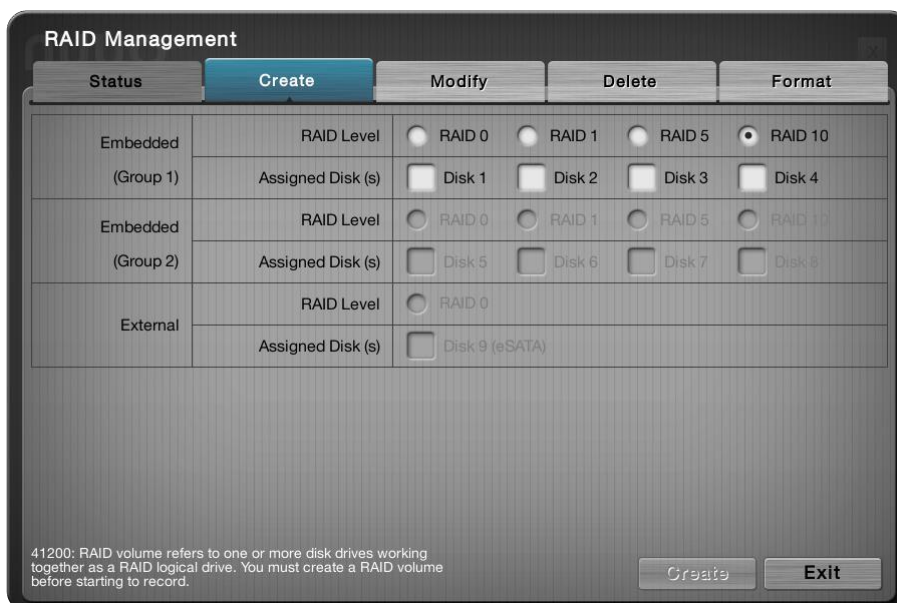 RAID Management
Status Create Modify Delete Format
Embedded (Group 1)
RAID Level RAID 0 RAID 1 RAID 5 RAID 10
Assigned Disk (s) Disk 1 Disk 2 Disk 3 Disk 4
Embedded (Group 2)
RAID Level RAID 0 RAID 1 RAID 5 RAID 10
Assigned Disk (s) Disk 5 Disk 6 Disk 7 Disk 8
External
RAID Level RAID 0
Assigned Disk (s) Disk 9 (eSATA)
41200: RAID volume refers to one or more disk drives working
together as a RAID logical drive. You must create a RAID volume
before starting to record.
Create Exit